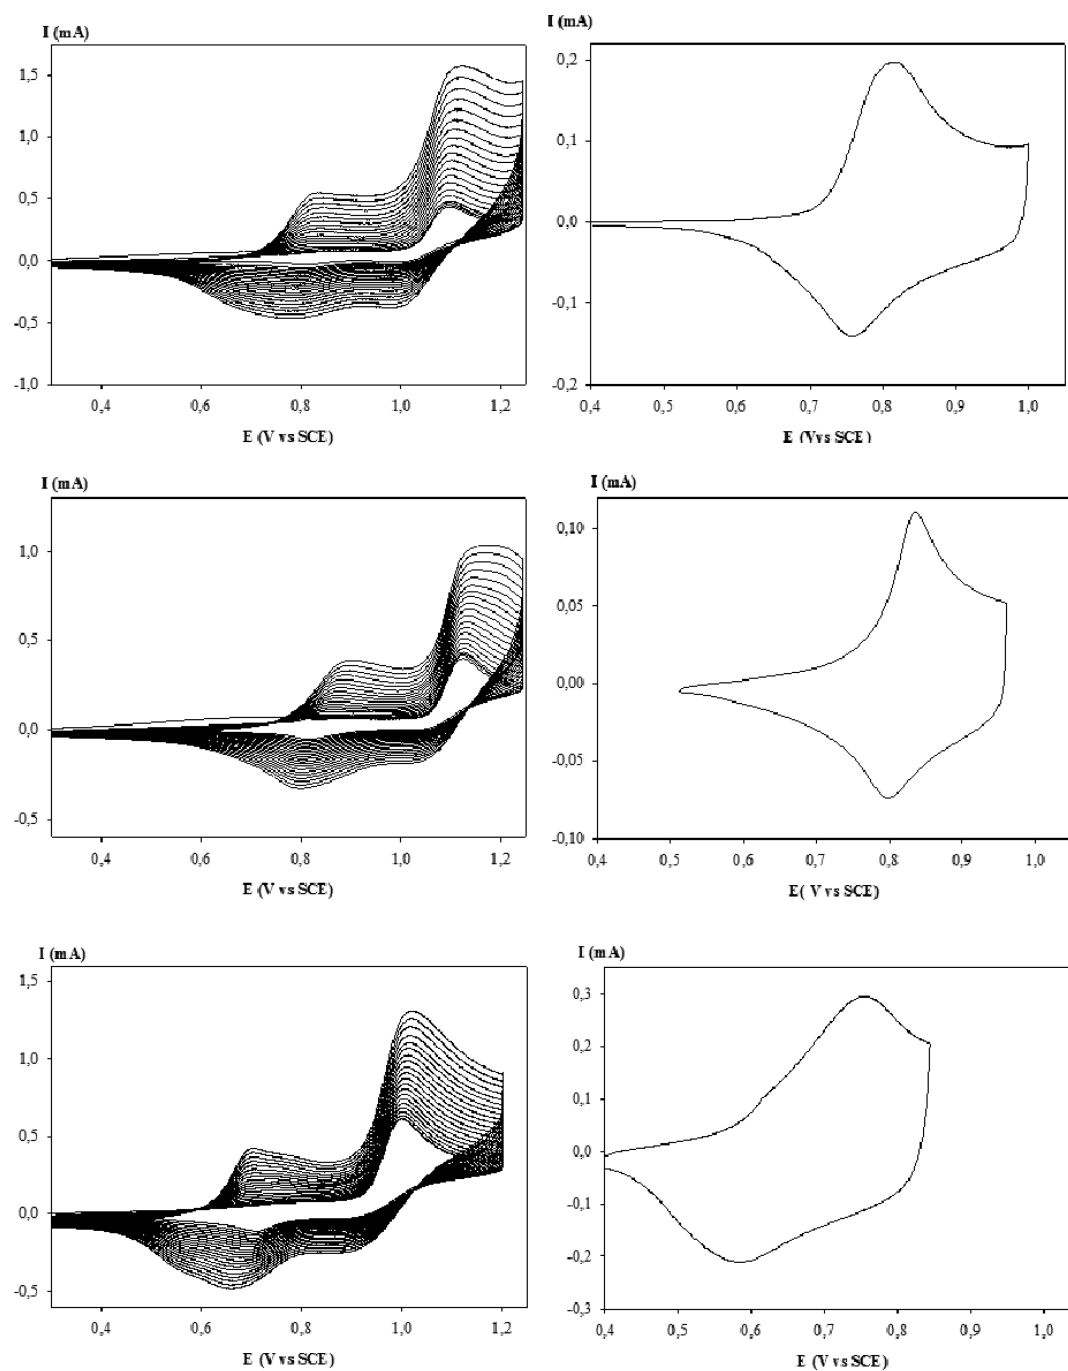 I (mA)
1,5
1,0
0,5
0,0
-0,5
-1,0
0,4 0,6 0,8 1,0 1,2
E (V vs SCE)
I (mA)
0,2
0,1
0,0
-0,1
-0,2
0,4 0,5 0,6 0,7 0,8 0,9 1,0
E (Vvs SCE)
I (mA)
1,0
0,5
0,0
-0,5
0,4 0,6 0,8 1,0 1,2
E (V vs SCE)
I (mA)
0,10
0,05
0,00
-0,05
-0,10
0,4 0,5 0,6 0,7 0,8 0,9 1,0
E( V vs SCE)
I (mA)
1,5
1,0
0,5
0,0
-0,5
0,4 0,6 0,8 1,0 1,2
E (V vs SCE)
I (mA)
0,3
0,2
0,1
0,0
-0,1
-0,2
-0,3
0,4 0,5 0,6 0,7 0,8 0,9 1,0
E (V vs SCE)